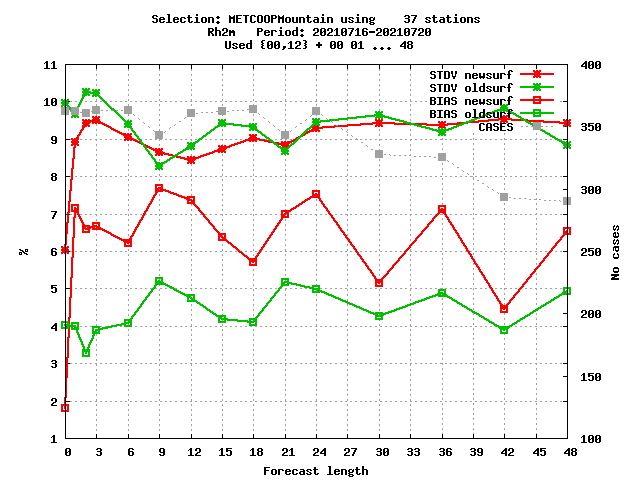 Selection: METCOOPMountain using    37 stations
Rh2m   Period: 20210716-20210720
Used {00,12} + 00 01 ... 48
11
10
9
8
7
6
5
4
3
2
1
%
400
350
300
250
200
150
100
No cases
STDV newsurf
STDV oldsurf
BIAS newsurf
BIAS oldsurf
CASES
0 3 6 9 12 15 18 21 24 27 30 33 36 39 42 45 48
Forecast length